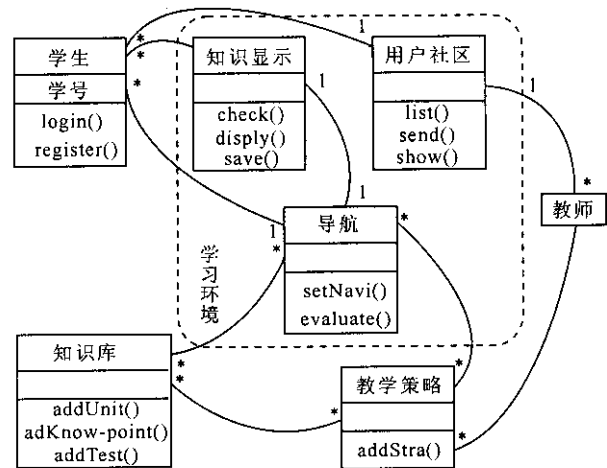 学生
学号
login()
register()
*
*
*
1
知识显示
check()
disply()
save()
1
用户社区
list()
send()
show()
1
*
教师
1
1
*
*
导航
setNavi()
evaluate()
学习环境
知识库
addUnit()
adKnow-point()
addTest()
*
*
*
*
*
教学策略
addStra()